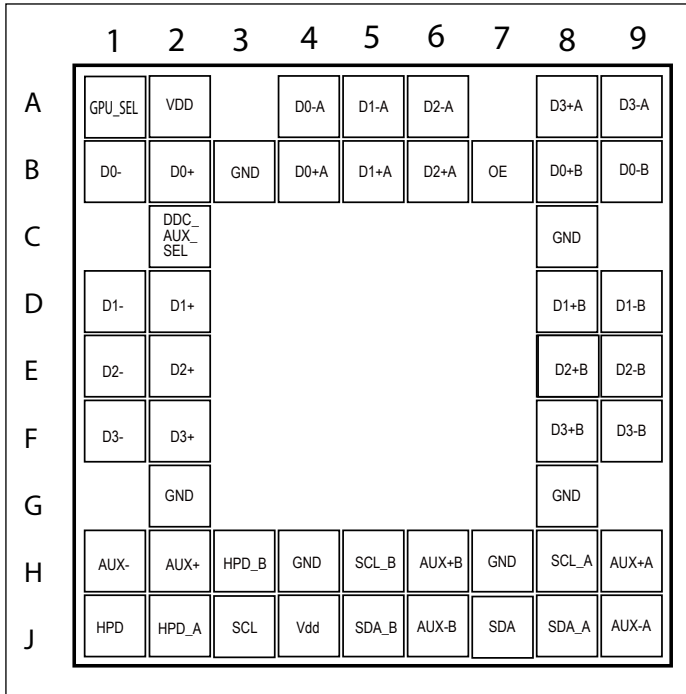 1 2 3 4 5 6 7 8 9
A GPU_SEL VDD D0-A D1-A D2-A D3+A D3-A
B D0- D0+ GND D0+A D1+A D2+A OE D0+B D0-B
C DDC_ GND
AUX_
SEL
D D1- D1+ D1+B D1-B
E D2- D2+ D2+B D2-B
F D3- D3+ D3+B D3-B
G GND GND
H AUX- AUX+ HPD_B GND SCL_B AUX+B GND SCL_A AUX+A
J HPD HPD_A SCL Vdd SDA_B AUX-B SDA SDA_A AUX-A